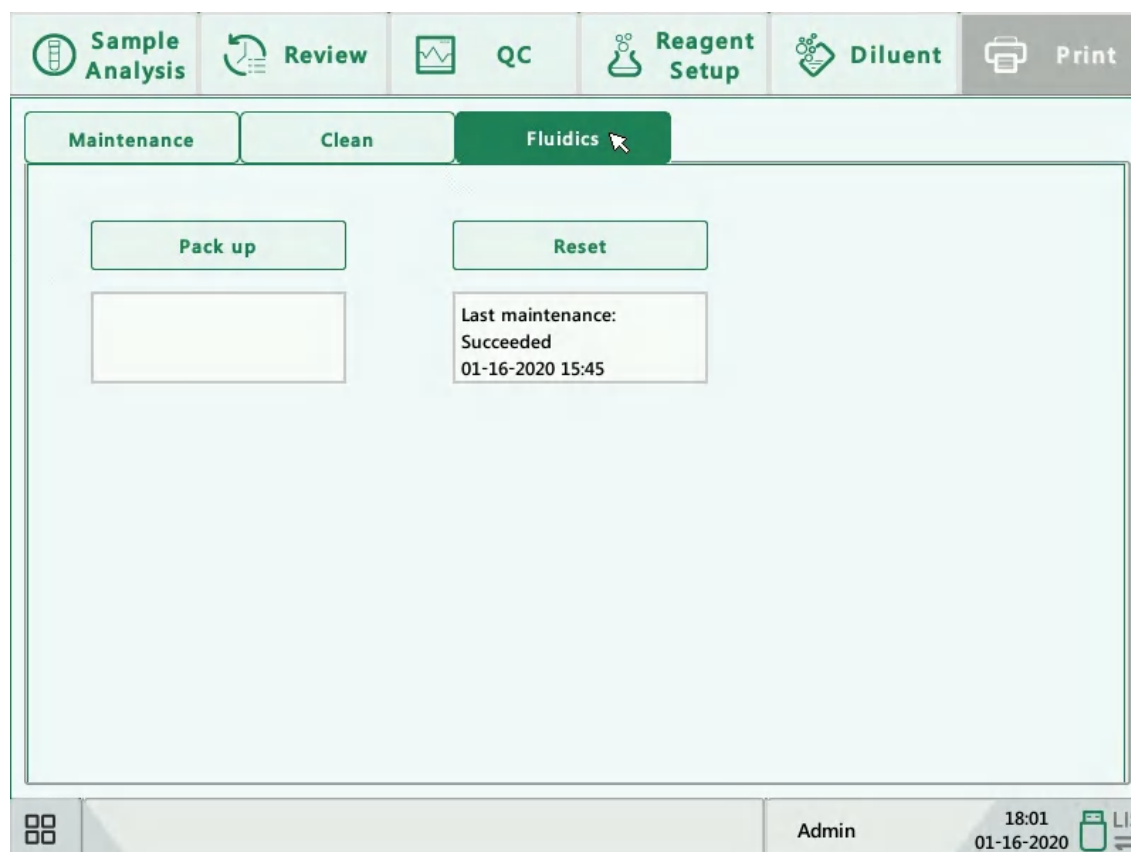 Sample
Analysis
Review
QC
Reagent
Setup
Diluent
Print
Maintenance
Clean
Fluidics
Pack up
Reset
Last maintenance:
Succeeded
01-16-2020 15:45
Admin
18:01
01-16-2020